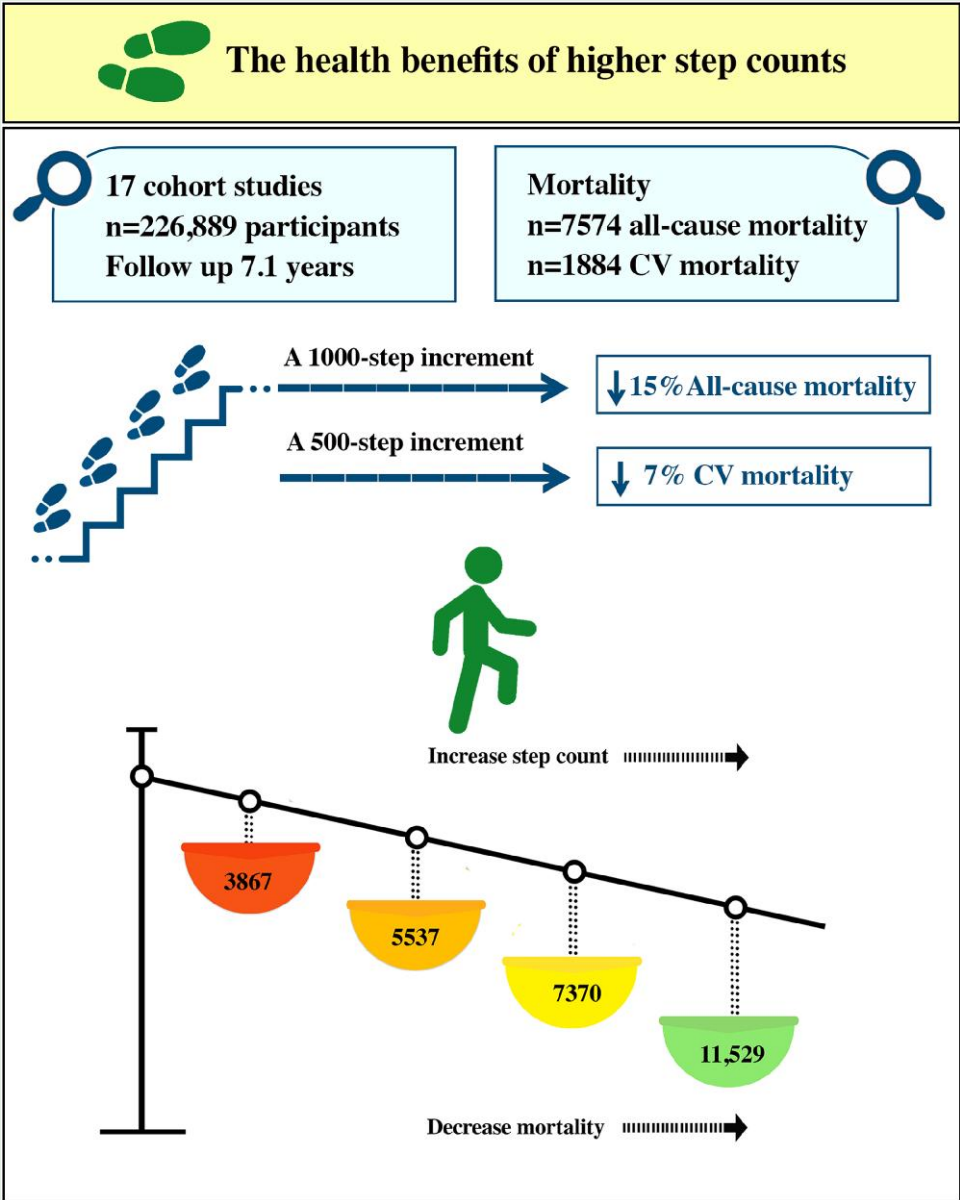 The health benefits of higher step counts
17 cohort studies
n=226,889 participants
Follow up 7.1 years
Mortality
n=7574 all-cause mortality
n=1884 CV mortality
A 1000-step increment
15% All-cause mortality
A 500-step increment
7% CV mortality
Increase step count
3867
5537
7370
11,529
Decrease mortality